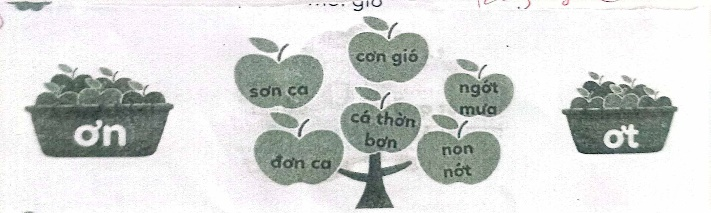 cơn gió
sơn ca
ngớt
mưa
cá thờn
bơn
ơn
ơt
đơn ca
non
nớt